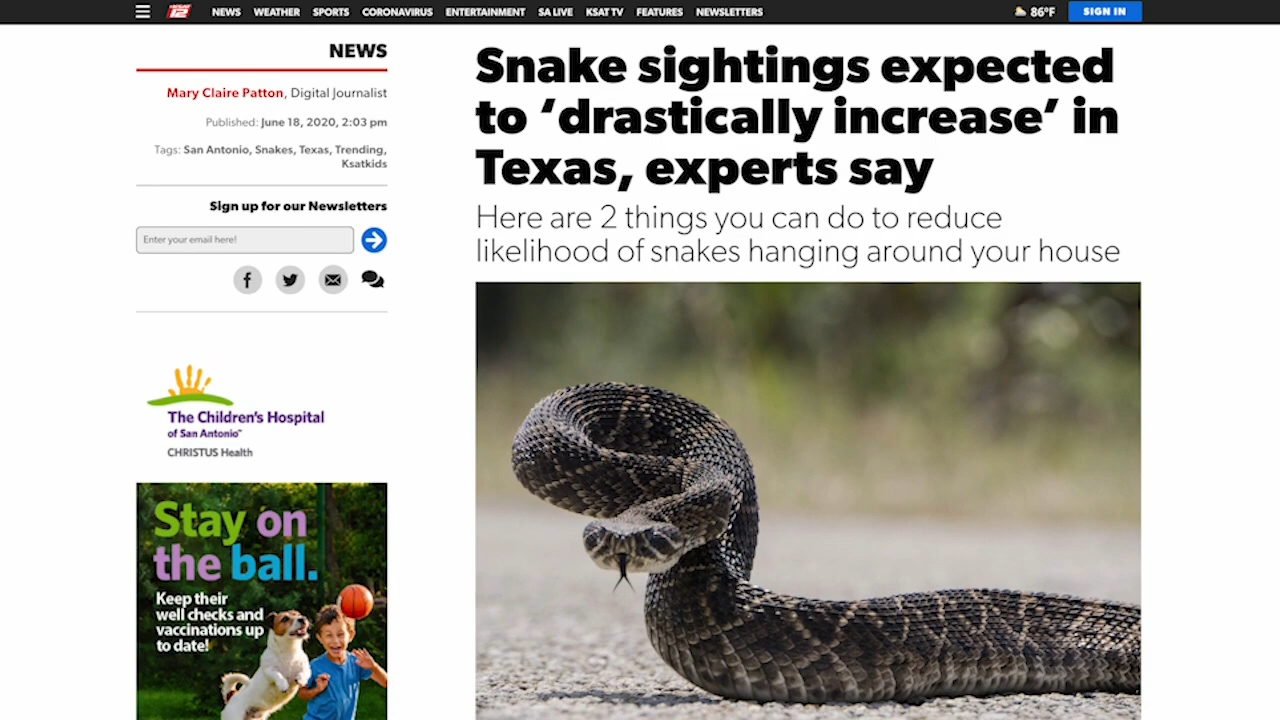 KSAT 12
NEWS
WEATHER
SPORTS
CORONAVIRUS
ENTERTAINMENT
SA LIVE
KSAT TV
FEATURES
NEWSLETTERS
86°F
SIGN IN
NEWS
Mary Claire Patton, Digital Journalist
Published: June 18, 2020, 2:03 pm
Tags: San Antonio, Snakes, Texas, Trending,
Ksatkids
Sign up for our Newsletters
Enter your email here!
The Children's Hospital
of San Antonio™
CHRISTUS Health
Stay on
the ball.
Keep their
well checks and
vaccinations up
to date!
Snake sightings expected
to ‘drastically increase’ in
Texas, experts say
Here are 2 things you can do to reduce
likelihood of snakes hanging around your house